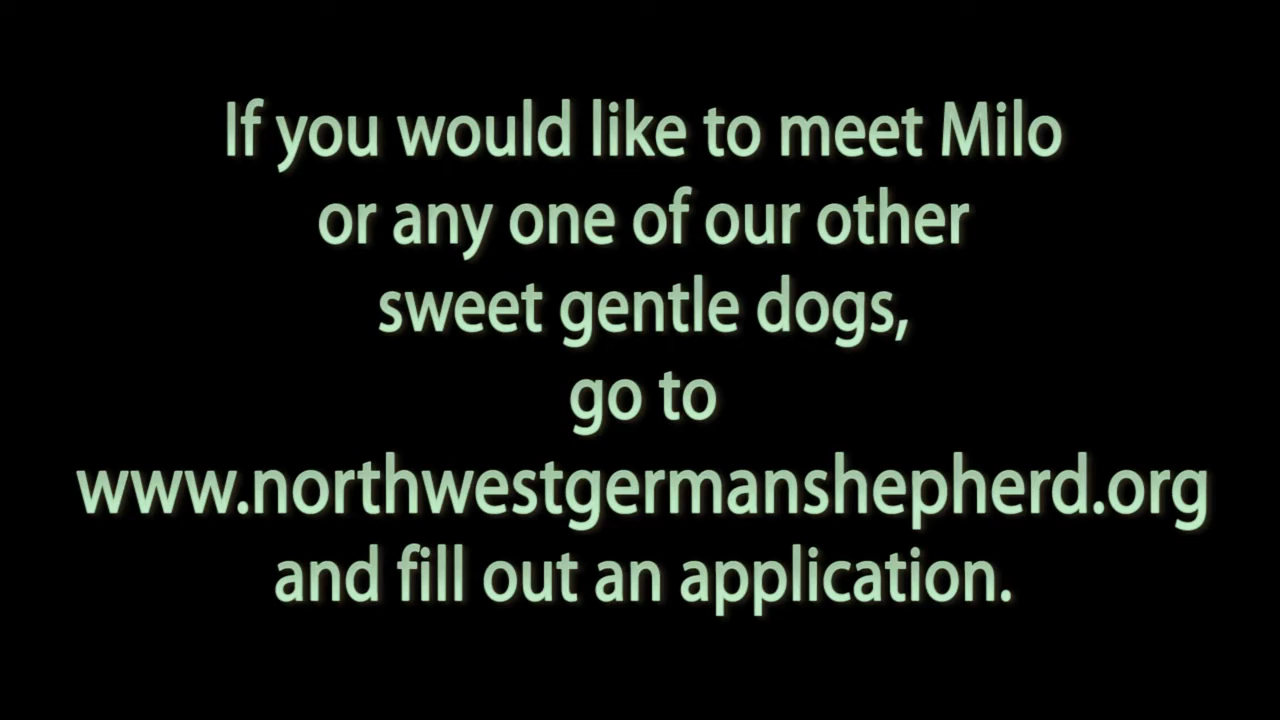 If you would like to meet Milo
or any one of our other
sweet gentle dogs,
go to
www.northwestgermanshepherd.org
and fill out an application.